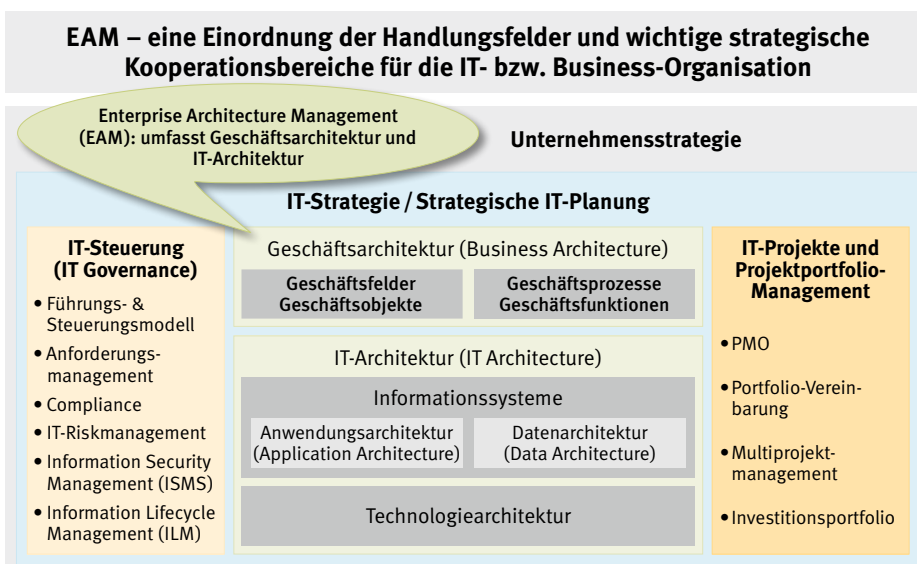 EAM – eine Einordnung der Handlungsfelder und wichtige strategische
Kooperationsbereiche für die IT- bzw. Business-Organisation
Enterprise Architecture Management
(EAM): umfasst Geschäftsarchitektur und
IT-Architektur
Unternehmensstrategie
IT-Strategie / Strategische IT-Planung
IT-Steuerung
(IT Governance)
• Führungs- &
Steuerungsmodell
• Anforderungs-
management
• Compliance
• IT-Riskmanagement
• Information Security
Management (ISMS)
• Information Lifecycle
Management (ILM)
Geschäftsarchitektur (Business Architecture)
Geschäftsfelder
Geschäftsobjekte
Geschäftsprozesse
Geschäftsfunktionen
IT-Architektur (IT Architecture)
Informationssysteme
Anwendungsarchitektur
(Application Architecture)
Datenarchitektur
(Data Architecture)
Technologiearchitektur
IT-Projekte und
Projektportfolio-
Management
• PMO
• Portfolio-Verein-
barung
• Multiprojekt-
management
• Investitionsportfolio